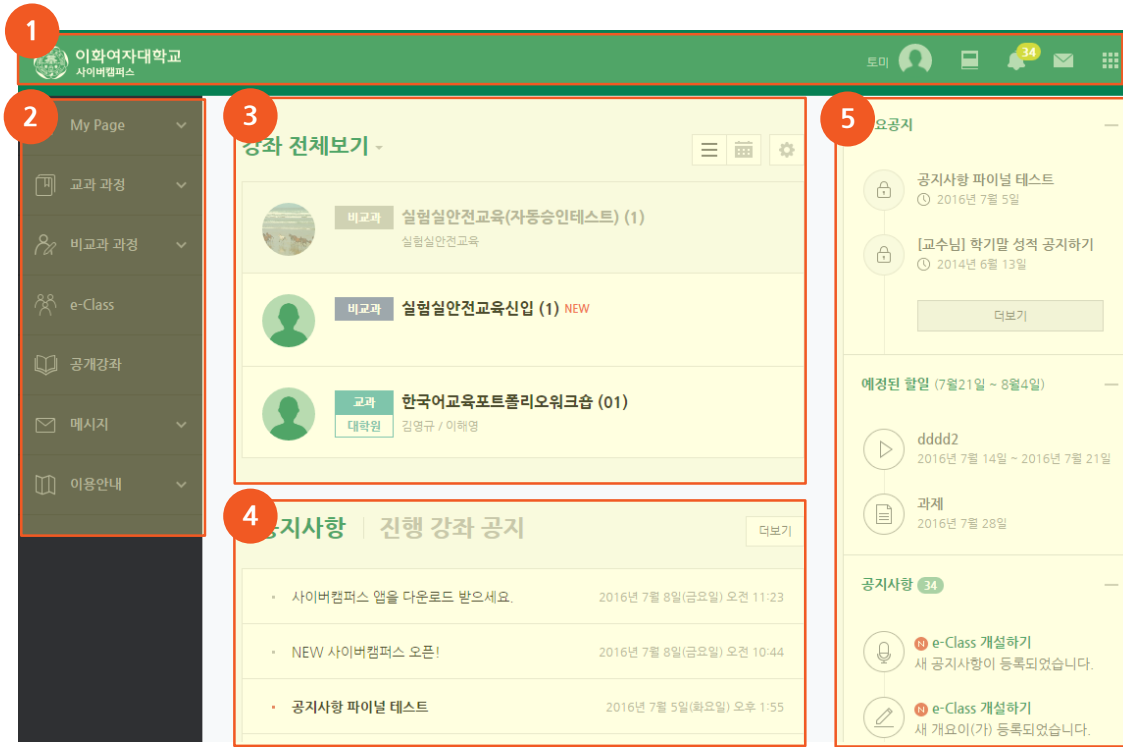 1
이화여자대학교
사이버캠퍼스
토미
34
2
My Page
교과 과정
비교과 과정
e-Class
공개강좌
메시지
이용안내
3
강좌 전체보기
비교과 실험실안전교육(자동승인테스트) (1)
실험실안전교육
비교과 실험실안전교육신입 (1) NEW
교과 한국어교육포트폴리오워크숍 (01)
대학원 김영규 / 이해영
4
공지사항 진행 강좌 공지
더보기
사이버캠퍼스 앱을 다운로드 받으세요. 2016년 7월 8일(금요일) 오전 11:23
NEW 사이버캠퍼스 오픈! 2016년 7월 8일(금요일) 오전 10:44
공지사항 파이널 테스트 2016년 7월 5일(화요일) 오후 1:55
5
요공지
공지사항 파이널 테스트
2016년 7월 5일
[교수님] 학기말 성적 공지하기
2014년 6월 13일
더보기
예정된 할일 (7월21일 ~ 8월4일)
dddd2
2016년 7월 14일 ~ 2016년 7월 21일
과제
2016년 7월 28일
공지사항 34
N e-Class 개설하기
새 공지사항이 등록되었습니다.
N e-Class 개설하기
새 개요이(가) 등록되었습니다.